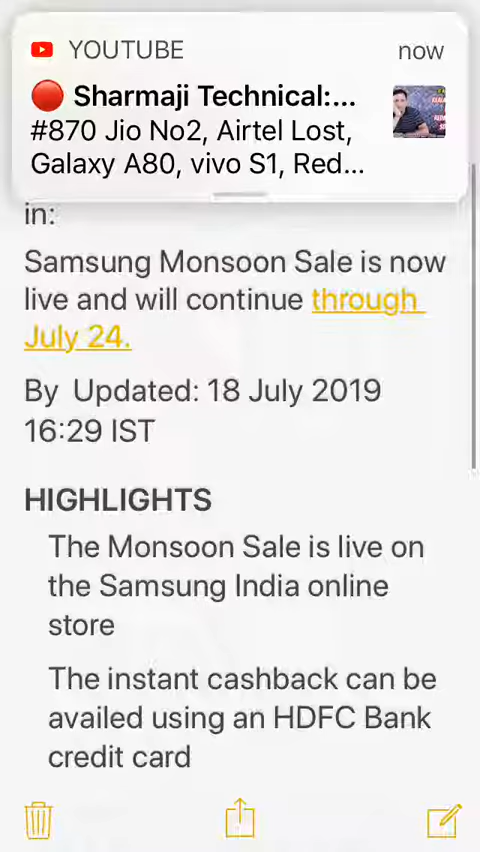 YOUTUBE now
🔴 Sharmaji Technical:...
#870 Jio No2, Airtel Lost,
Galaxy A80, vivo S1, Red...
in:
Samsung Monsoon Sale is now
live and will continue through
July 24.
By Updated: 18 July 2019
16:29 IST
HIGHLIGHTS
The Monsoon Sale is live on
the Samsung India online
store
The instant cashback can be
availed using an HDFC Bank
credit card